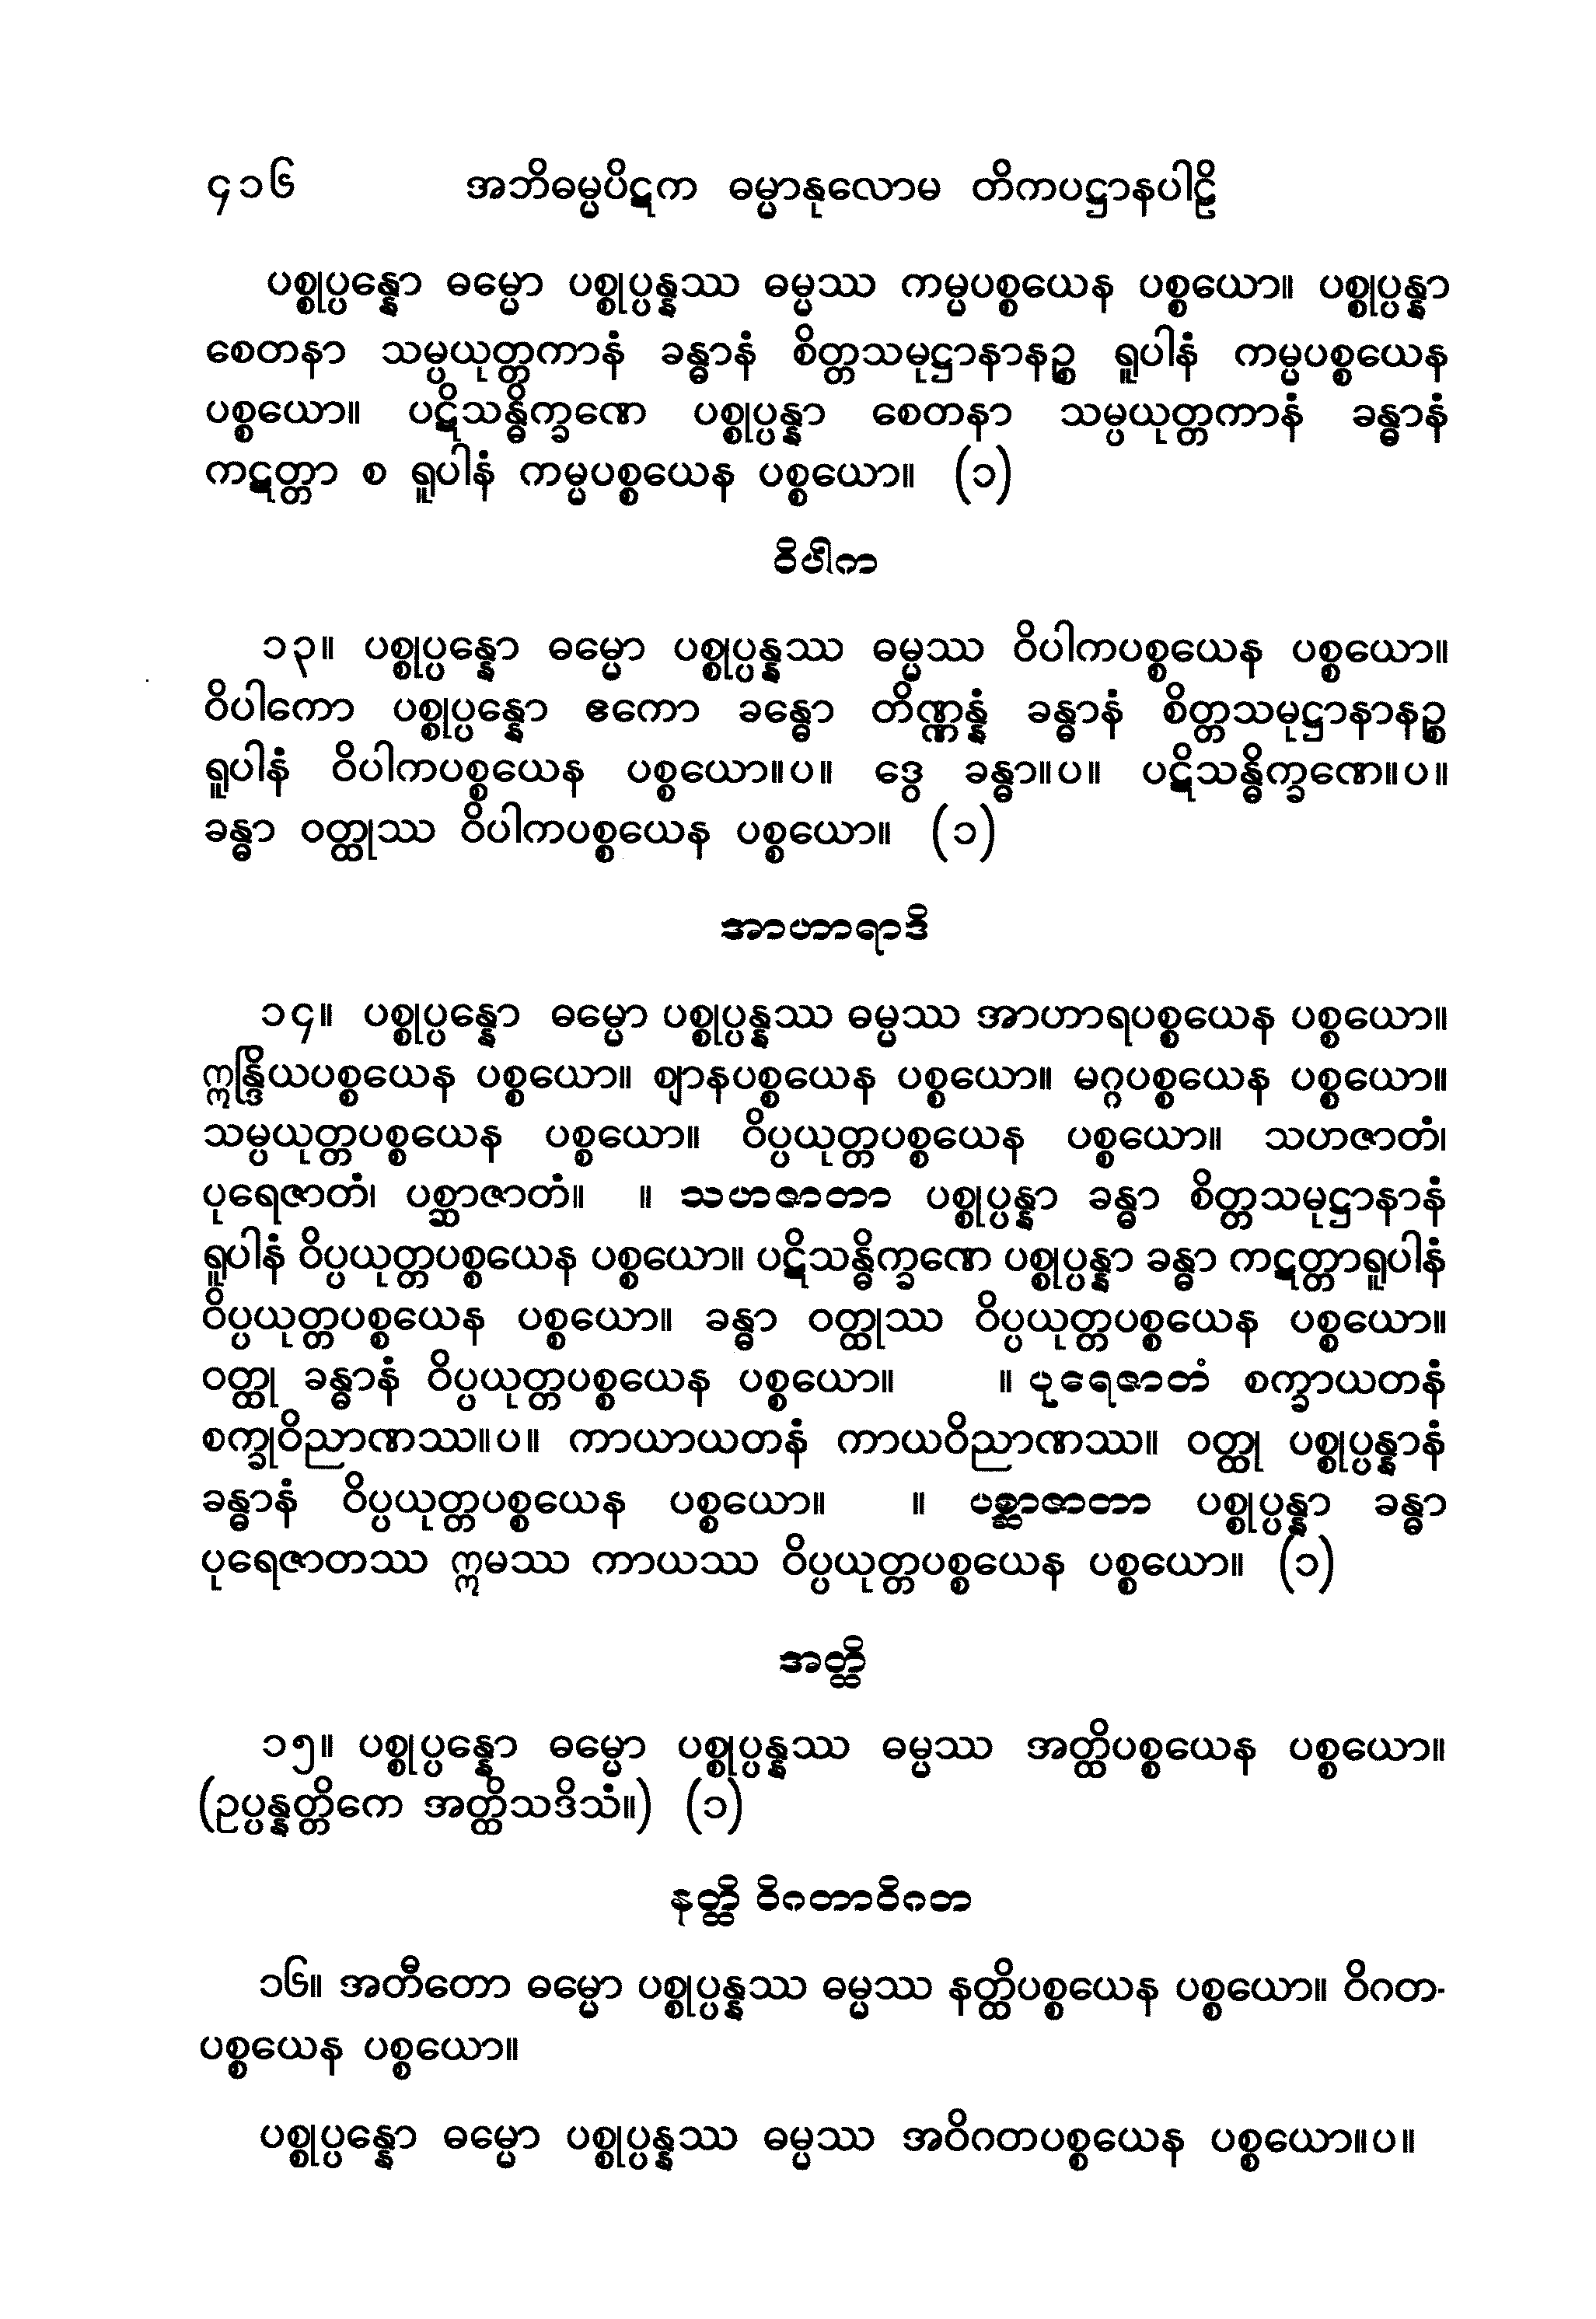 ၄၁၆ အဘိဓမ္မပိဋက ဓမ္မာနုလောမ တိကပဋ္ဌာနပါဠိ
ပစ္စုပ္ပန္နော ဓမ္မော ပစ္စုပ္ပန္နဿ ဓမ္မဿ ကမ္မပစ္စယေန ပစ္စယော။ ပစ္စုပ္ပန္နာ
စေတနာ သမ္ပယုတ္တကာနံ ခန္ဓာနံ စိတ္တသမုဋ္ဌာနာနဉ္စ ရူပါနံ ကမ္မပစ္စယေန
ပစ္စယော။ ပဋိသန္ဓိက္ခဏေ ပစ္စုပ္ပန္နာ စေတနာ သမ္ပယုတ္တကာနံ ခန္ဓာနံ
ကဋတ္တာ စ ရူပါနံ ကမ္မပစ္စယေန ပစ္စယော။ (၁)
ဝိပါက
၁၃။ ပစ္စုပ္ပန္နော ဓမ္မော ပစ္စုပ္ပန္နဿ ဓမ္မဿ ဝိပါကပစ္စယေန ပစ္စယော။
ဝိပါကော ပစ္စုပ္ပန္နော ဧကော ခန္ဓော တိဏ္ဏန္နံ ခန္ဓာနံ စိတ္တသမုဋ္ဌာနာနဉ္စ
ရူပါနံ ဝိပါကပစ္စယေန ပစ္စယော။ပ။ ဒွေ ခန္ဓာ။ပ။ ပဋိသန္ဓိက္ခဏေ။ပ။
ခန္ဓာ ဝတ္ထုဿ ဝိပါကပစ္စယေန ပစ္စယော။ (၁)
အာဟာရာဒိ
၁၄။ ပစ္စုပ္ပန္နော ဓမ္မော ပစ္စုပ္ပန္နဿ ဓမ္မဿ အာဟာရပစ္စယေန ပစ္စယော။
ဣန္ဒြိယပစ္စယေန ပစ္စယော။ ဈာနပစ္စယေန ပစ္စယော။ မဂ္ဂပစ္စယေန ပစ္စယော။
သမ္ပယုတ္တပစ္စယေန ပစ္စယော။ ဝိပ္ပယုတ္တပစ္စယေန ပစ္စယော။ သဟဇာတံ၊
ပုရေဇာတံ၊ ပစ္ဆာဇာတံ။ ။ သဟဇာတာ ပစ္စုပ္ပန္နာ ခန္ဓာ စိတ္တသမုဋ္ဌာနာနံ
ရူပါနံ ဝိပ္ပယုတ္တပစ္စယေန ပစ္စယော။ ပဋိသန္ဓိက္ခဏေ ပစ္စုပ္ပန္နာ ခန္ဓာ ကဋတ္တာရူပါနံ
ဝိပ္ပယုတ္တပစ္စယေန ပစ္စယော။ ခန္ဓာ ဝတ္ထုဿ ဝိပ္ပယုတ္တပစ္စယေန ပစ္စယော။
ဝတ္ထု ခန္ဓာနံ ဝိပ္ပယုတ္တပစ္စယေန ပစ္စယော။ ။ ပုရေဇာတံ စက္ခာယတနံ
စက္ခုဝိညာဏဿ။ပ။ ကာယာယတနံ ကာယဝိညာဏဿ။ ဝတ္ထု ပစ္စုပ္ပန္နာနံ
ခန္ဓာနံ ဝိပ္ပယုတ္တပစ္စယေန ပစ္စယော။ ။ ပစ္ဆာဇာတာ ပစ္စုပ္ပန္နာ ခန္ဓာ
ပုရေဇာတဿ ဣမဿ ကာယဿ ဝိပ္ပယုတ္တပစ္စယေန ပစ္စယော။ (၁)
အတ္ထိ
၁၅။ ပစ္စုပ္ပန္နော ဓမ္မော ပစ္စုပ္ပန္နဿ ဓမ္မဿ အတ္ထိပစ္စယေန ပစ္စယော။
(ဥပ္ပန္နတ္တိကေ အတ္ထိသဒိသံ။) (၁)
နတ္ထိ ဝိဂတာဝိဂတ
၁၆။ အတီတော ဓမ္မော ပစ္စုပ္ပန္နဿ ဓမ္မဿ နတ္ထိပစ္စယေန ပစ္စယော။ ဝိဂတ-
ပစ္စယေန ပစ္စယော။
ပစ္စုပ္ပန္နော ဓမ္မော ပစ္စုပ္ပန္နဿ ဓမ္မဿ အဝိဂတပစ္စယေန ပစ္စယော။ပ။